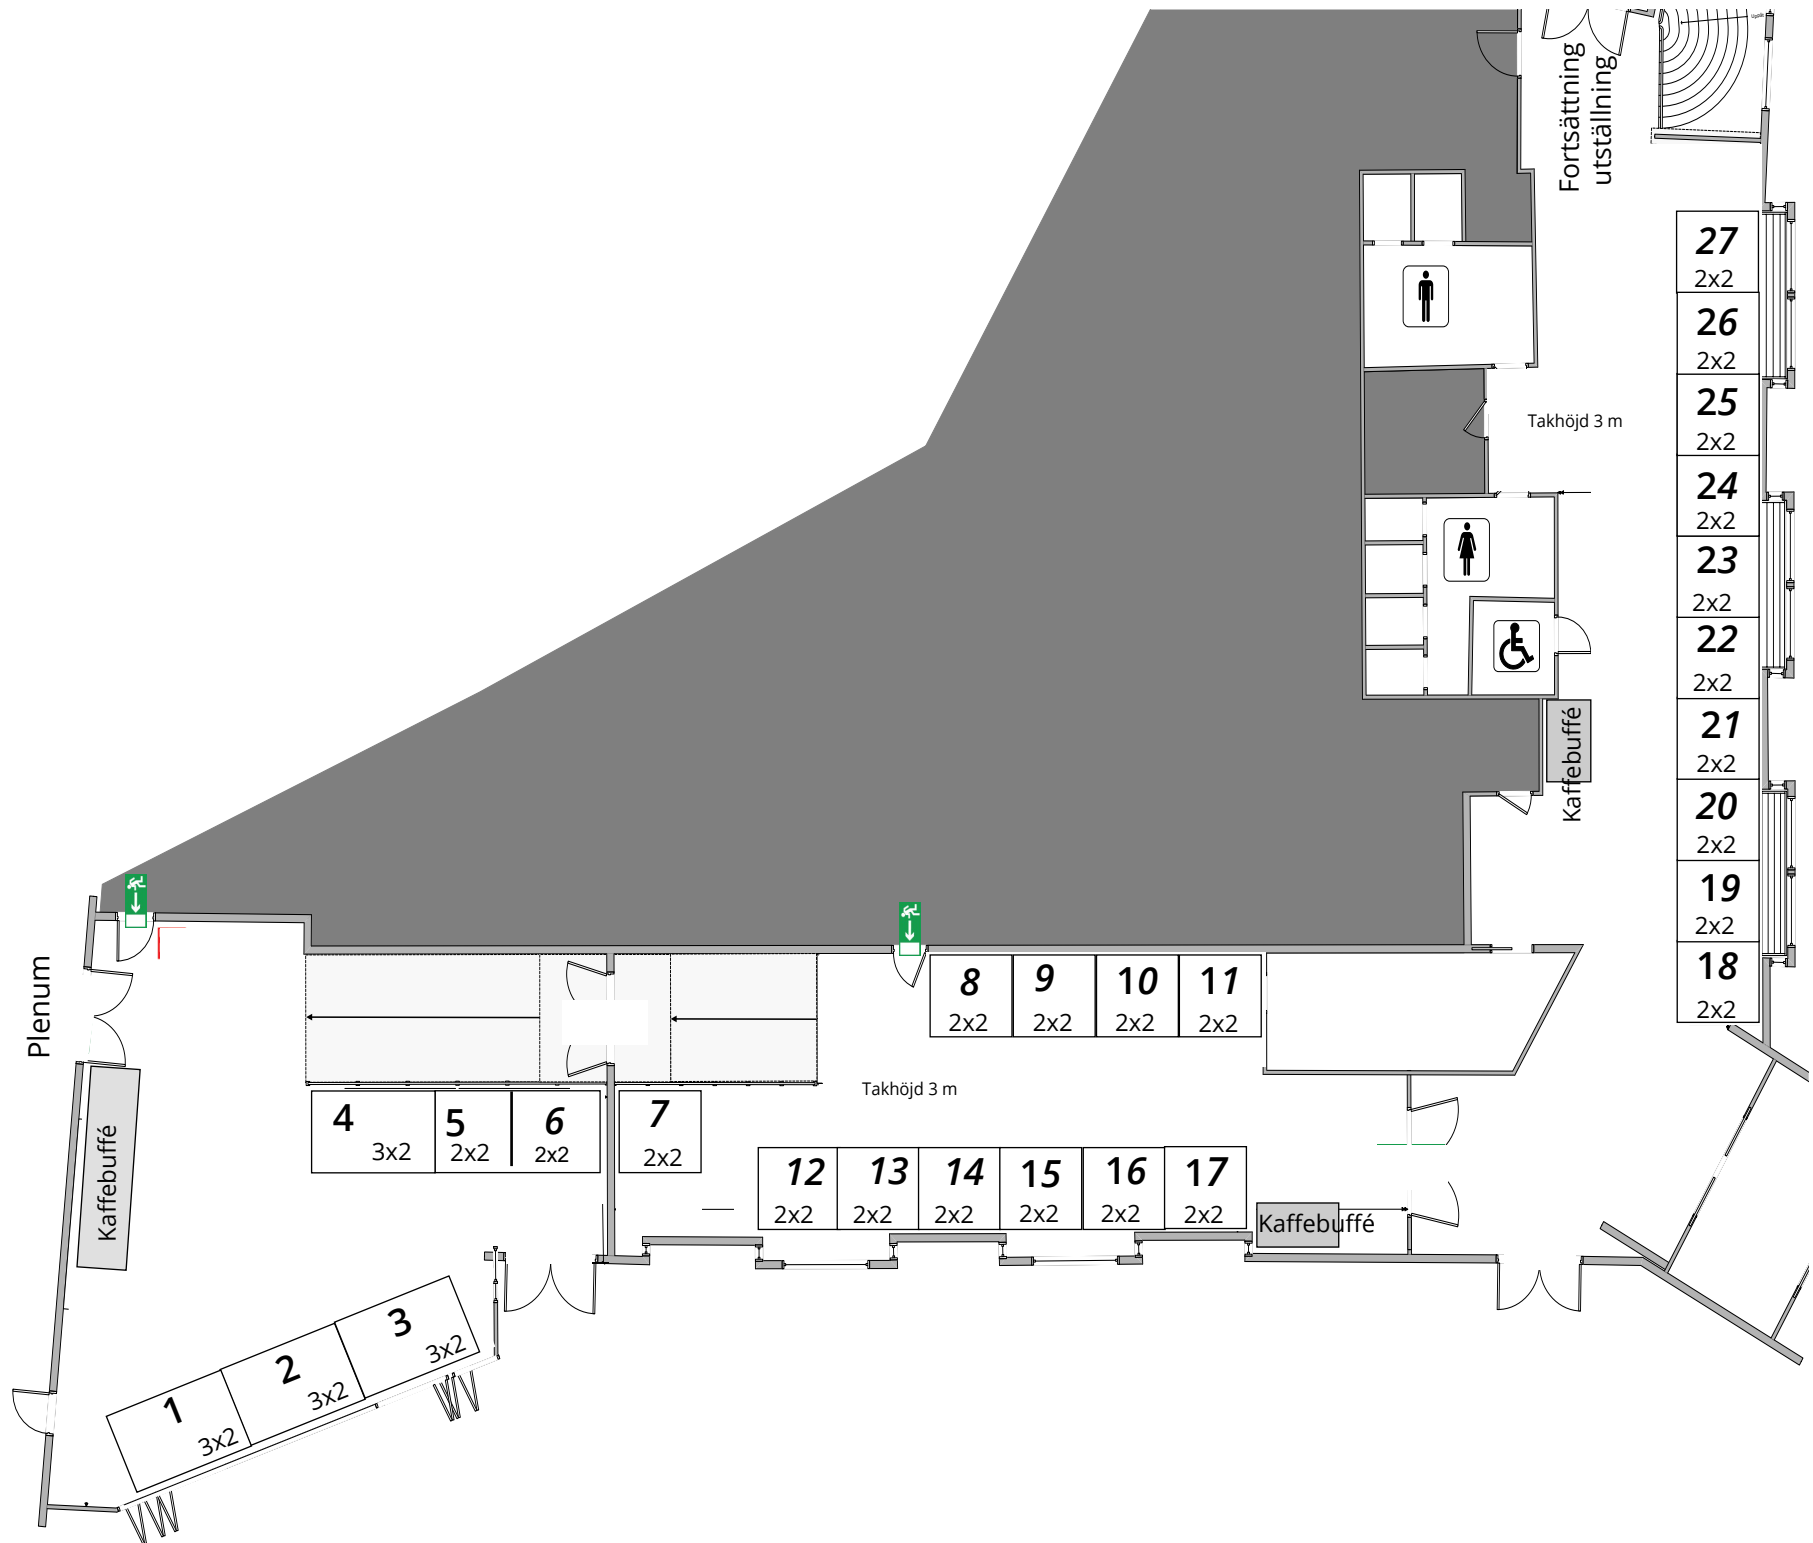 Fortsättning
utställning
27
2x2
26
2x2
25
2x2
Takhöjd 3 m
24
2x2
23
2x2
22
2x2
21
2x2
Kaffebuffé
20
2x2
19
2x2
18
2x2
Plenum
8
2x2
9
2x2
10
2x2
11
2x2
Takhöjd 3 m
4
3x2
5
2x2
6
2x2
7
2x2
Kaffebuffé
12
2x2
13
2x2
14
2x2
15
2x2
16
2x2
17
2x2
Kaffebuffé
3
3x2
2
3x2
1
3x2